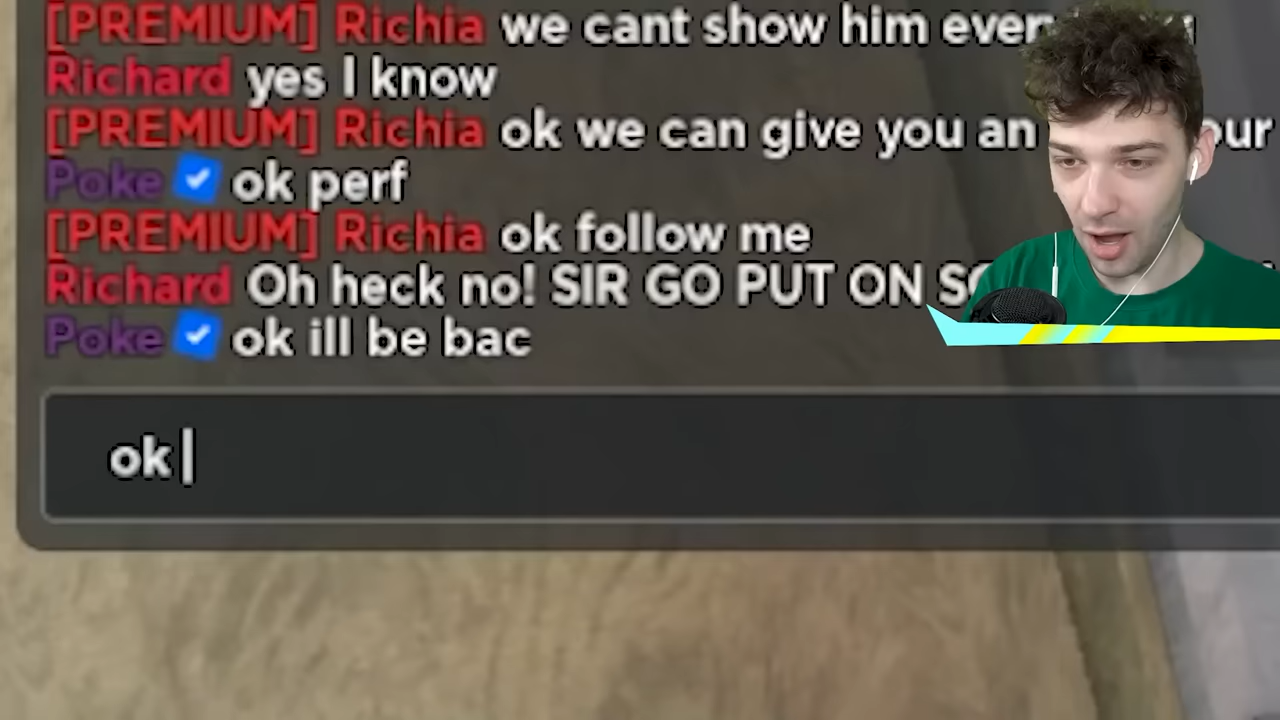 [PREMIUM] Richia we cant show him
Richard yes I know
[PREMIUM] Richia ok we can give you an
Poke ok perf
[PREMIUM] Richia ok follow me
Richard Oh heck no! SIR GO PUT ON
Poke ok ill be bac
ok